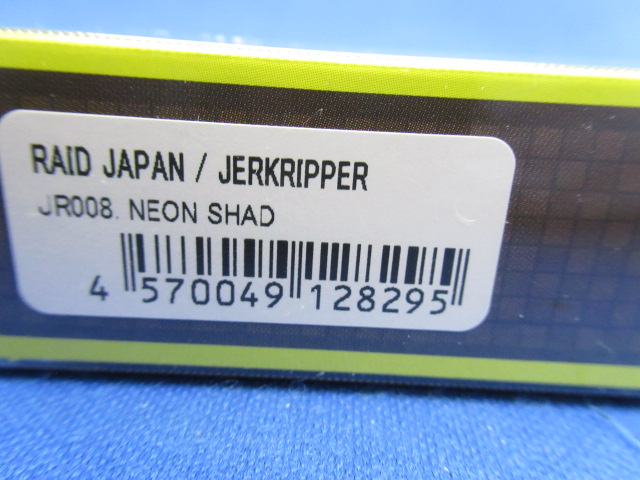 RAID JAPAN / JERKRIPPER
JR008. NEON SHAD
4 570049 128295